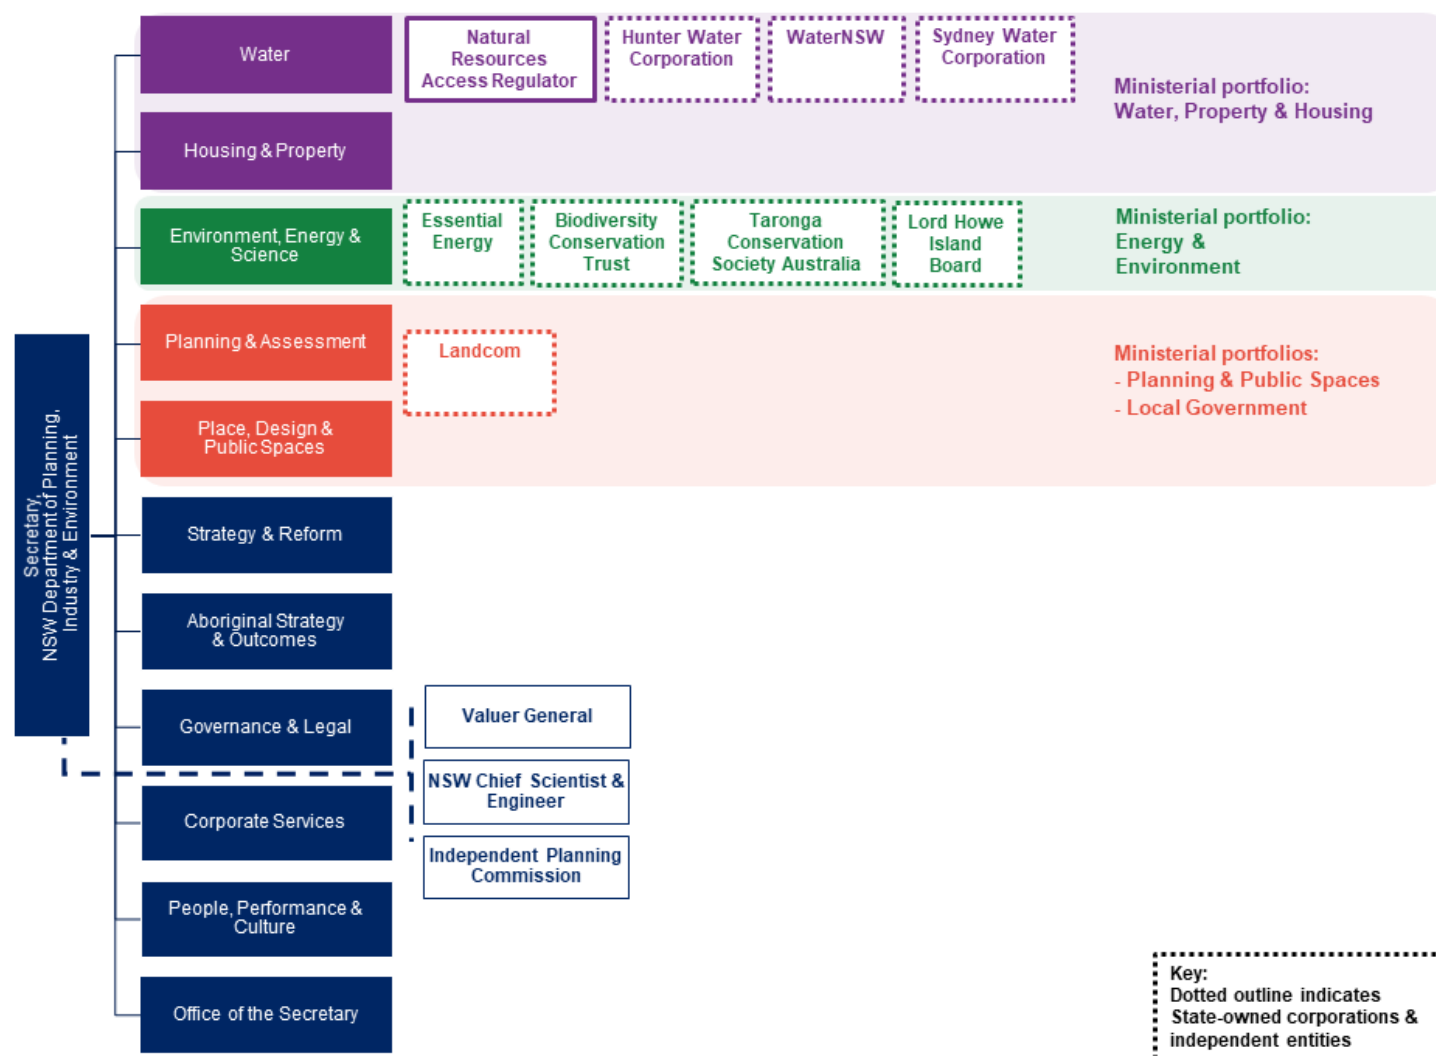 Water
Natural
Resources
Access Regulator
Hunter Water
Corporation
WaterNSW
Sydney Water
Corporation
Ministerial portfolio:
Water, Property & Housing
Housing & Property
Environment, Energy &
Science
Essential
Energy
Biodiversity
Conservation
Trust
Taronga
Conservation
Society Australia
Lord Howe
Island
Board
Ministerial portfolio:
Energy &
Environment
Planning & Assessment
Landcom
Ministerial portfolios:
- Planning & Public Spaces
- Local Government
Place, Design &
Public Spaces
Secretary,
NSW Department of Planning,
Industry & Environment
Strategy & Reform
Aboriginal Strategy
& Outcomes
Governance & Legal
Valuer General
NSW Chief Scientist &
Engineer
Corporate Services
Independent Planning
Commission
People, Performance &
Culture
Office of the Secretary
Key:
Dotted outline indicates
State-owned corporations &
independent entities